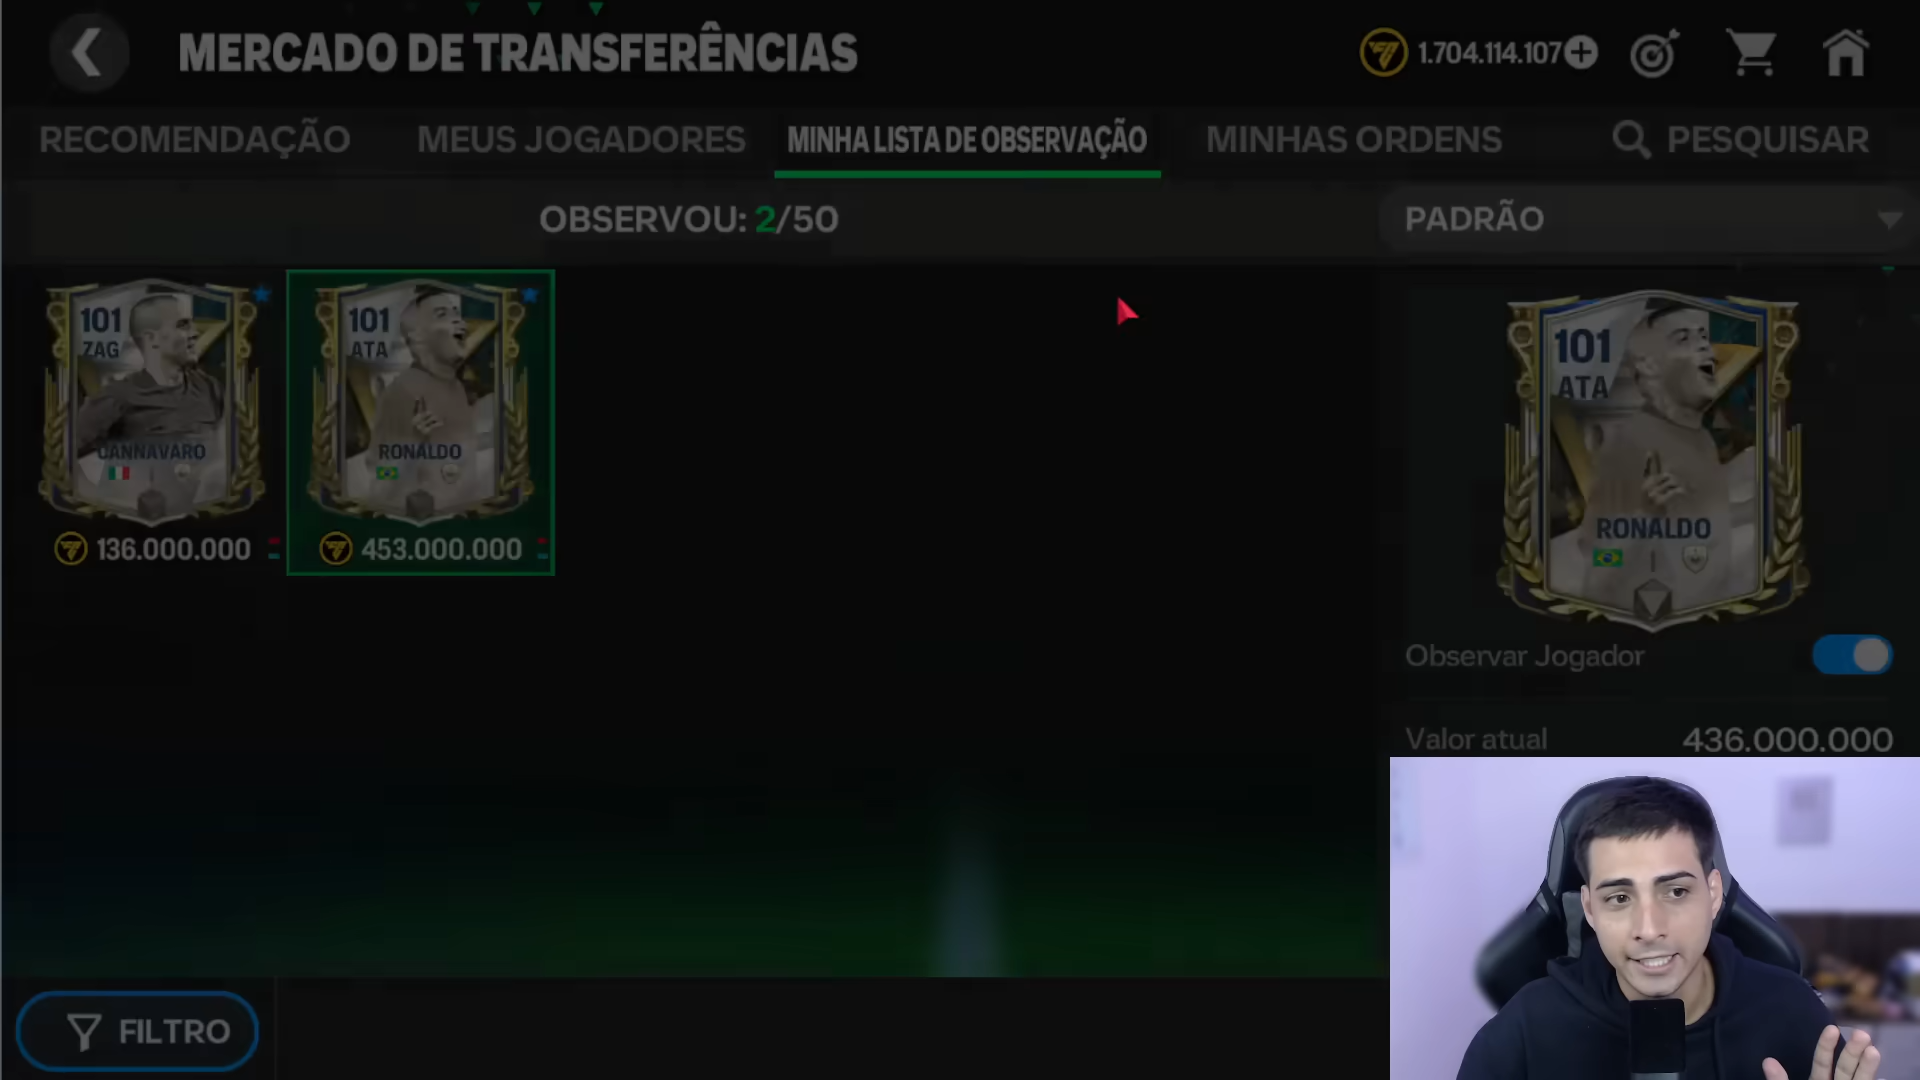 MERCADO DE TRANSFERÊNCIAS
1.704.114.107
RECOMENDAÇÃO
MEUS JOGADORES
MINHA LISTA DE OBSERVAÇÃO
MINHAS ORDENS
PESQUISAR
OBSERVOU: 2/50
PADRÃO
101
ZAG
CANNAVARO
136.000.000
101
ATA
RONALDO
453.000.000
101
ATA
RONALDO
Observar Jogador
Valor atual
436.000.000
FILTRO